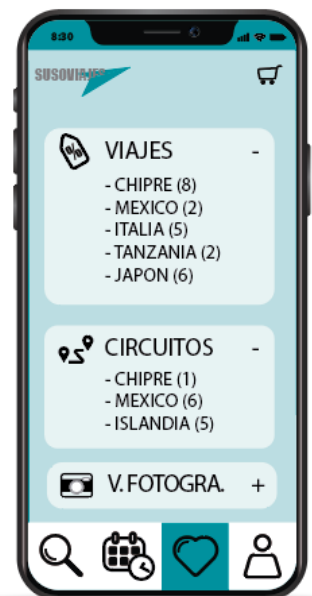 8:30
SUSOVIAJES
VIAJES -
- CHIPRE (8)
- MEXICO (2)
- ITALIA (5)
- TANZANIA (2)
- JAPON (6)
CIRCUITOS -
- CHIPRE (1)
- MEXICO (6)
- ISLANDIA (5)
V. FOTOGRA. +